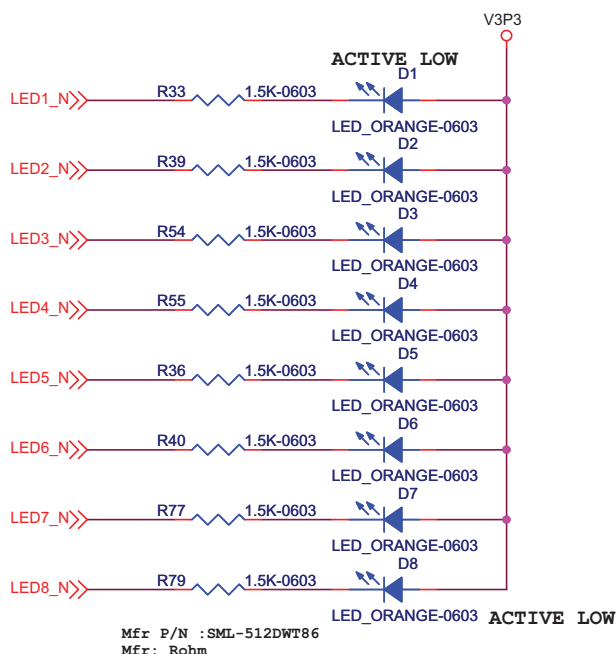 V3P3
ACTIVE LOW
D1
LED1_N R33 1.5K-0603
LED_ORANGE-0603
D2
LED2_N R39 1.5K-0603
LED_ORANGE-0603
D3
LED3_N R54 1.5K-0603
LED_ORANGE-0603
D4
LED4_N R55 1.5K-0603
LED_ORANGE-0603
D5
LED5_N R36 1.5K-0603
LED_ORANGE-0603
D6
LED6_N R40 1.5K-0603
LED_ORANGE-0603
D7
LED7_N R77 1.5K-0603
LED_ORANGE-0603
D8
LED8_N R79 1.5K-0603
LED_ORANGE-0603 ACTIVE LOW
Mfr P/N :SML-512DWT86
Mfr: Rohm